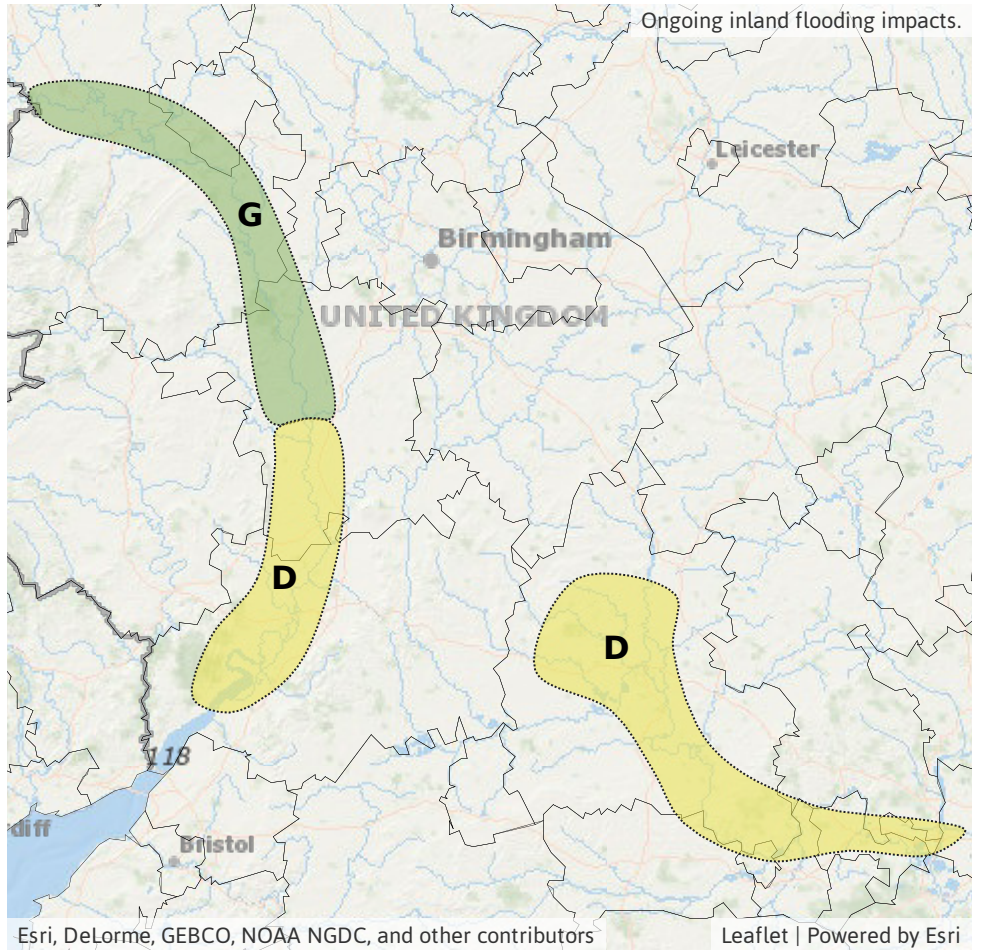 Ongoing inland flooding impacts.
Leicester
G
Birmingham
UNITED KINGDOM
D
D
118
diff
Bristol
Esri, DeLorme, GEBCO, NOAA NGDC, and other contributors
Leaflet | Powered by Esri